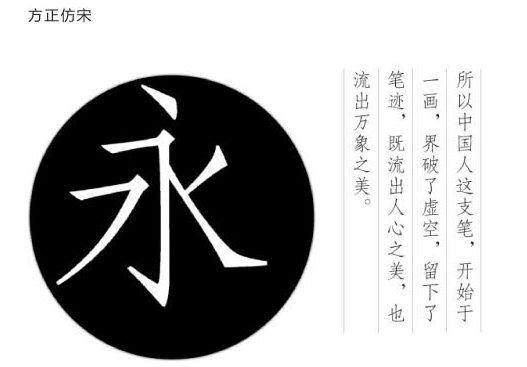 方正仿宋
永
所以中国人这支笔，开始于
一画，界破了虚空，留下了
笔迹，既流出人心之美，也
流出万象之美。